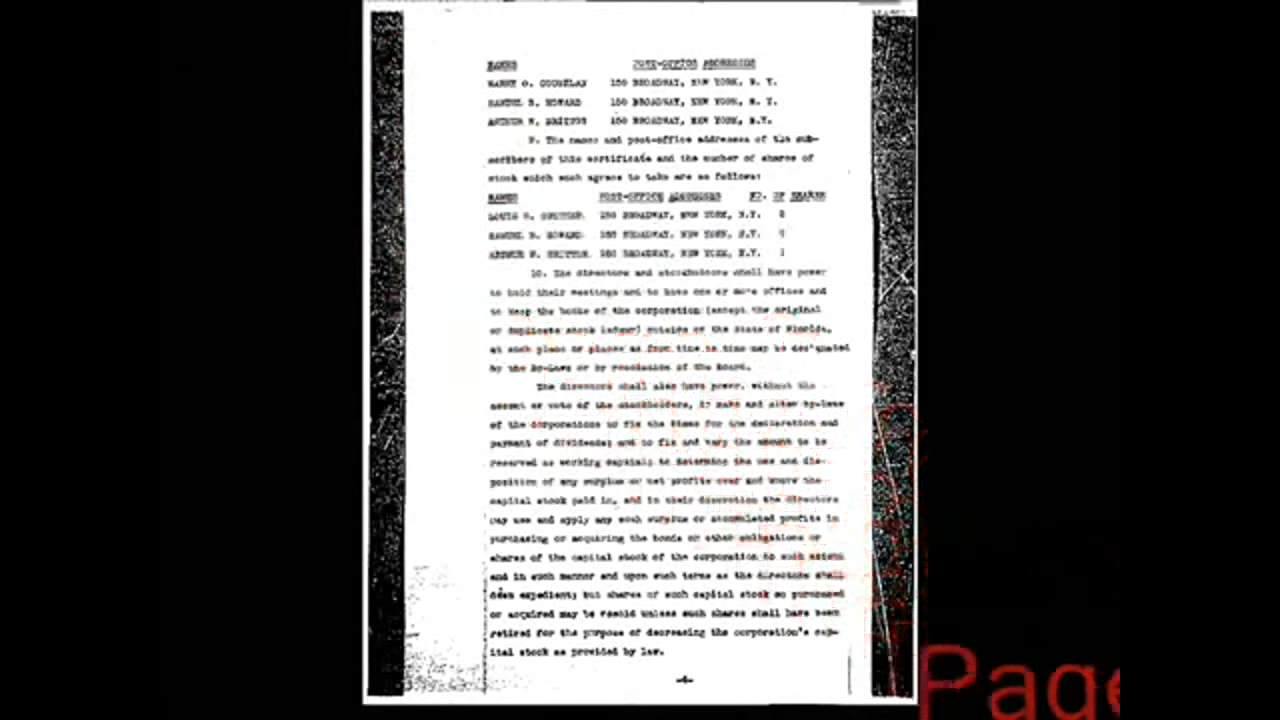 NAMES POST-OFFICE ADDRESSES
HARRY O. 150 BROADWAY, NEW YORK, N. Y.
SAMUEL B. HOWARD 150 BROADWAY, NEW YORK, N. Y.
ARTHUR W. BRITTON 150 BROADWAY, NEW YORK, N.Y.
9. The names and post-office addresses of the sub-
scribers of this certificate and the number of shares of
stock which each agrees to take are as follows:
NAMES POST-OFFICE ADDRESSES NO. OF SHARES
LOUIS 150 BROADWAY, NEW YORK, N.Y.
SAMUEL B. HOWARD 150 BROADWAY, NEW YORK, N.Y.
ARTHUR W. BRITTON 150 BROADWAY, NEW YORK, N.Y. 1
10. The directors and stockholders shall have power
to hold their meetings and to have one or more offices and
to keep the books of the corporation (except the original
or duplicate stock ledger) outside of the State of Florida,
at such place or places as from time to time may be designated
by the By-Laws or by resolution of the Board.
The directors shall also have power, without the
assent or vote of the stockholders, to make and alter by-laws
of the corporation; to fix the times for the declaration and
payment of dividends; and to fix and vary the amount to be
reserved as working capital; to determine the use and dis-
position of any surplus or net profits over and above the
capital stock paid in, and in their discretion the directors
may use and apply any such surplus or accumulated profits in
purchasing or acquiring the bonds or other obligations or
shares of the capital stock of the corporation to such extent
and in such manner and upon such terms as the directors shall
deem expedient; but shares of such capital stock so purchased
or acquired may be resold unless such shares shall have been
retired for the purpose of decreasing the corporation's cap-
ital stock as provided by law.
-4-
Page